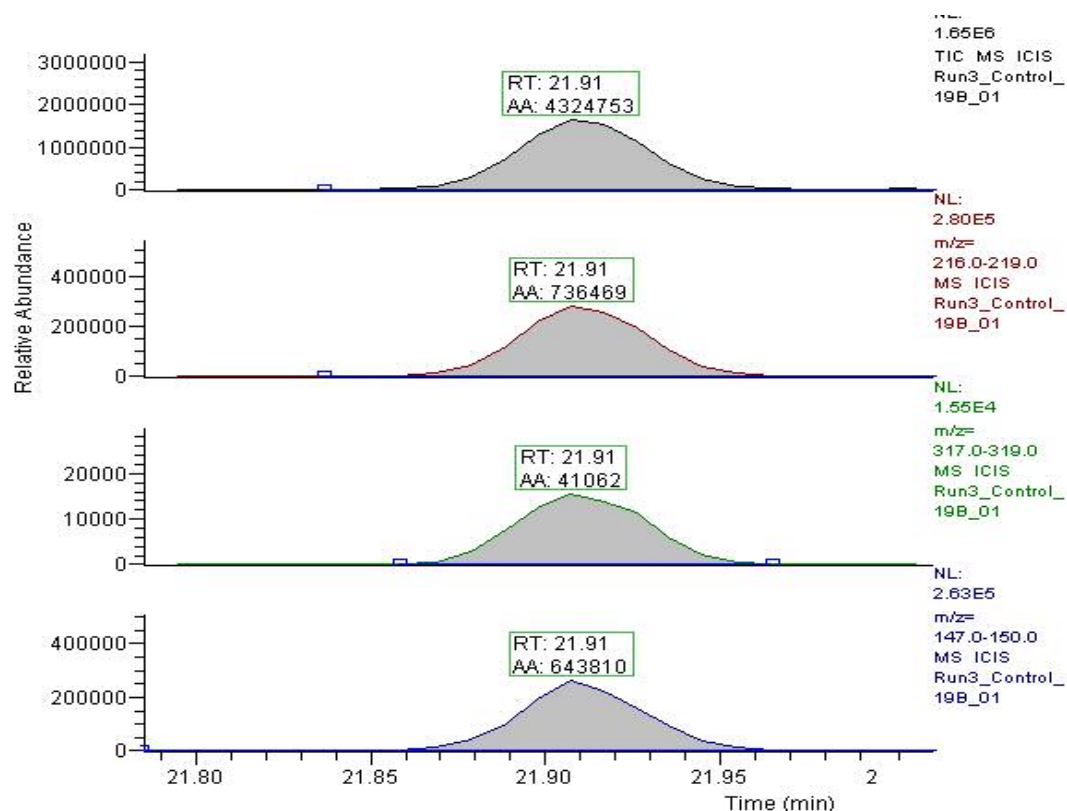 1.65E6
TIC MS ICIS
Run3_Control_
19B_01
3000000
2000000
1000000
0
RT: 21.91
AA: 4324753
Relative Abundance
NL:
2.80E5
m/z=
216.0-219.0
MS ICIS
Run3_Control_
19B_01
400000
200000
0
RT: 21.91
AA: 736469
NL:
1.55E4
m/z=
317.0-319.0
MS ICIS
Run3_Control_
19B_01
20000
10000
0
RT: 21.91
AA: 41062
NL:
2.63E5
m/z=
147.0-150.0
MS ICIS
Run3_Control_
19B_01
400000
200000
0
RT: 21.91
AA: 643810
21.80 21.85 21.90 21.95 2
Time (min)